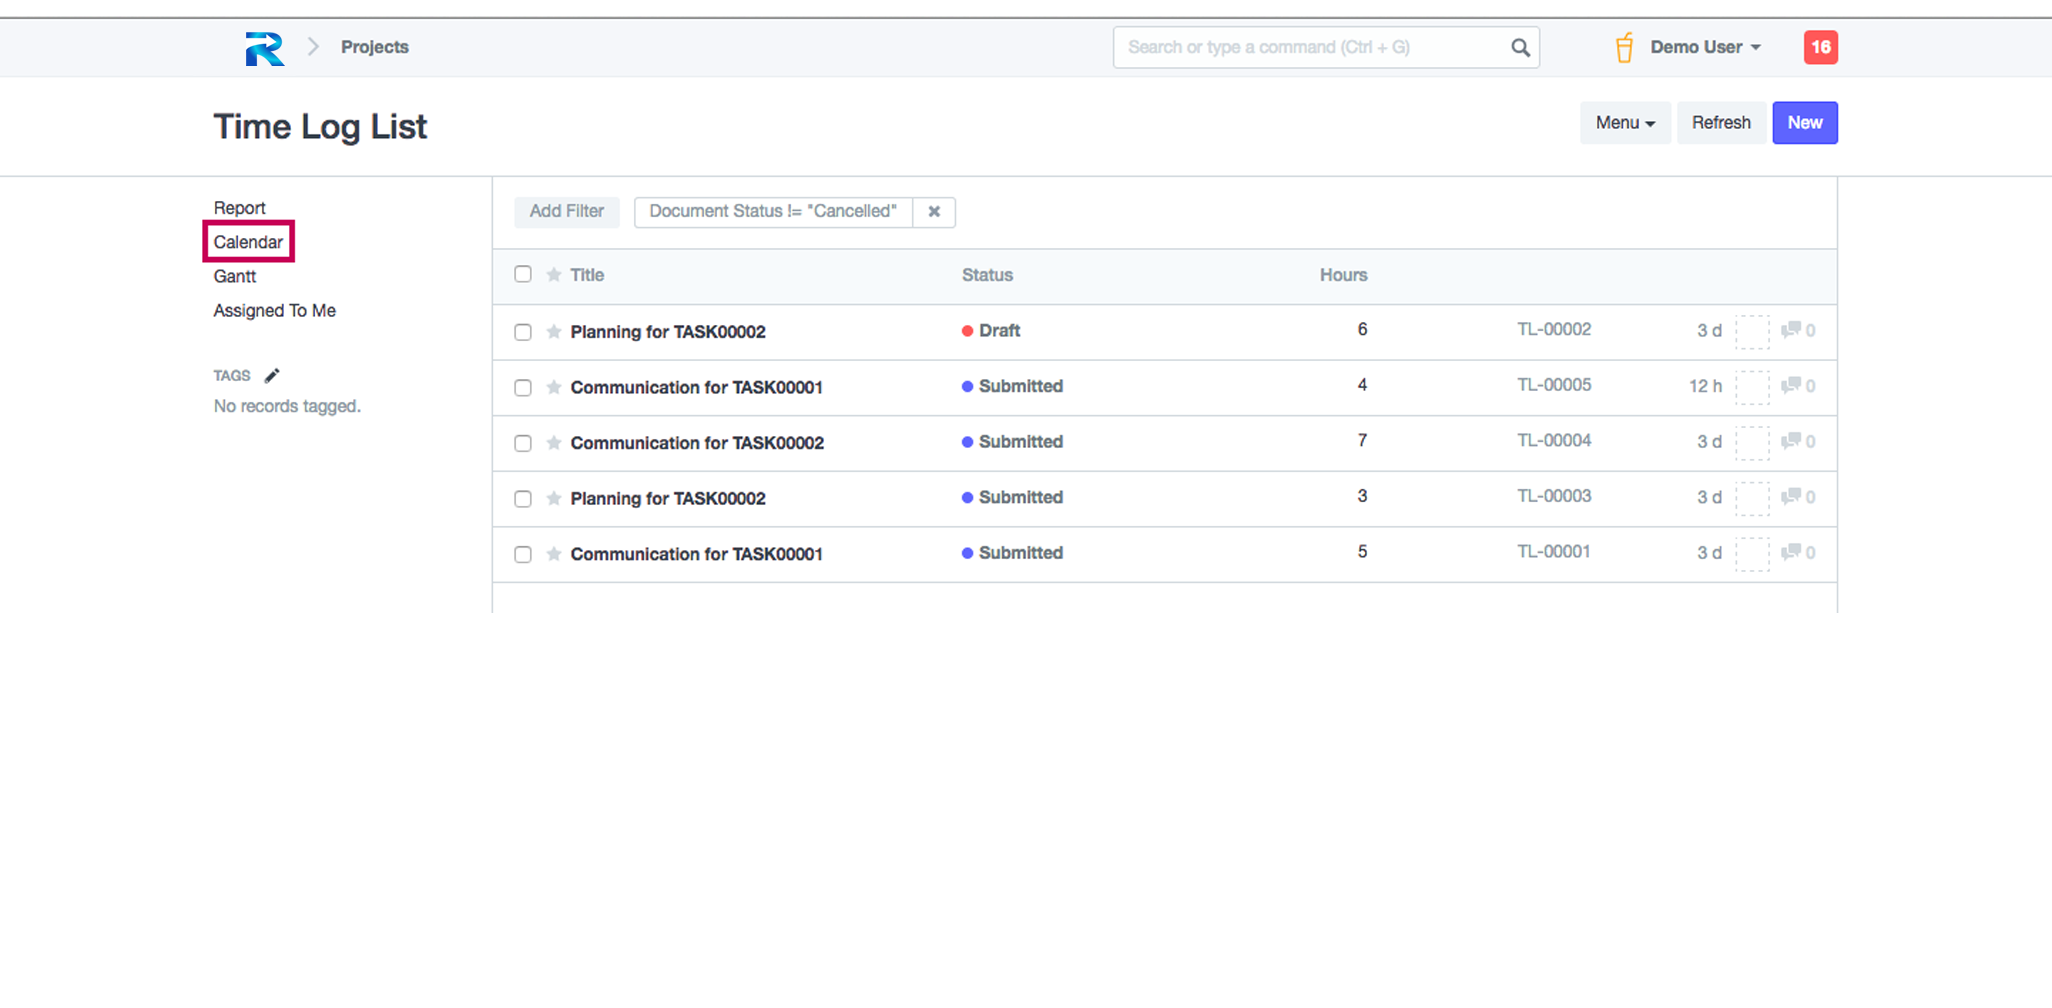 R Projects Search or type a command (Ctrl + G) Demo User 16
Time Log List Menu Refresh New
Report
Calendar
Gantt
Assigned To Me
TAGS
No records tagged.
Add Filter Document Status != "Cancelled" ×
Title Status Hours
Planning for TASK00002 Draft 6 TL-00002 3 d 0
Communication for TASK00001 Submitted 4 TL-00005 12 h 0
Communication for TASK00002 Submitted 7 TL-00004 3 d 0
Planning for TASK00002 Submitted 3 TL-00003 3 d 0
Communication for TASK00001 Submitted 5 TL-00001 3 d 0